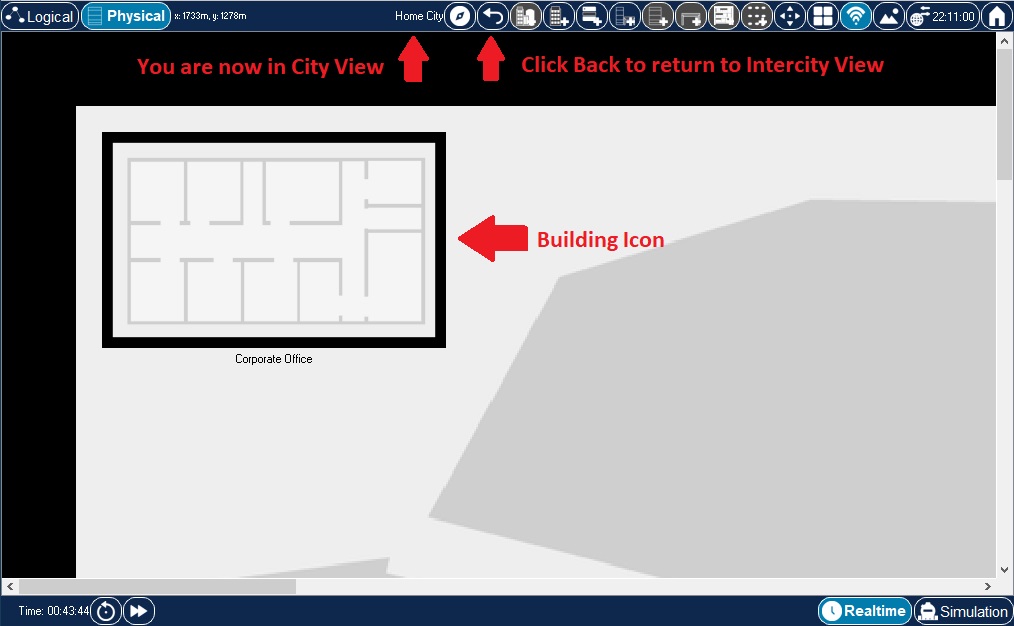 Logical
Physical
x: 1733m, y: 1278m
Home City
22:11:00
You are now in City View
Click Back to return to Intercity View
Building Icon
Corporate Office
Time: 00:43:44
Realtime
Simulation